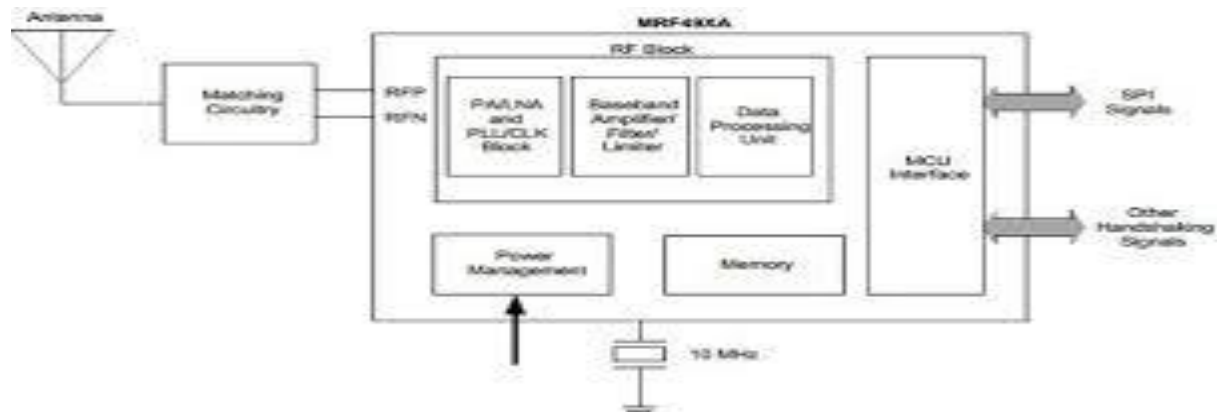 Antenna
MRF49XA
RF Block
Matching
Circuitry
RFP
RFN
PA/LNA
and
PLL/CLK
Block
Baseband
Amplifier/
Filter/
Limiter
Data
Processing
Unit
MCU
Interface
SPI
Signals
Other
Handshaking
Signals
Power
Management
Memory
10 MHz